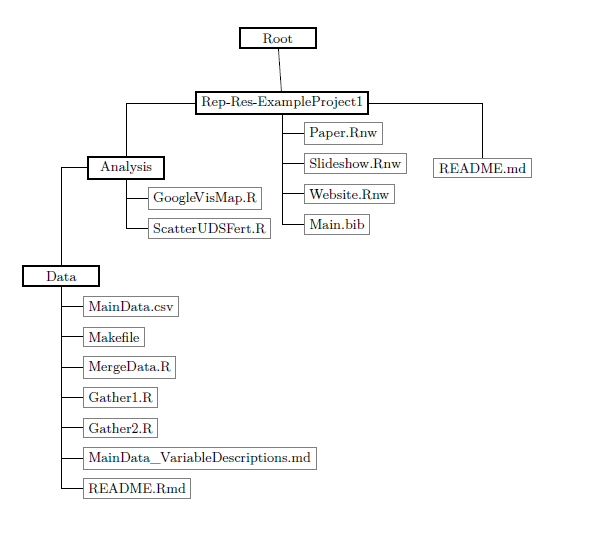 Root
Rep-Res-ExampleProject1
Paper.Rnw
Slideshow.Rnw
README.md
Analysis
GoogleVisMap.R
Website.Rnw
ScatterUDSFert.R
Main.bib
Data
MainData.csv
Makefile
MergeData.R
Gather1.R
Gather2.R
MainData_VariableDescriptions.md
README.Rmd